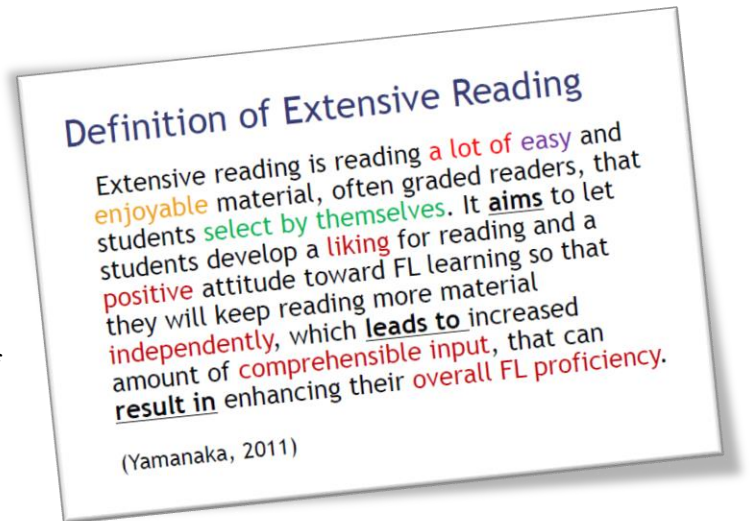 Definition of Extensive Reading
Extensive reading is reading a lot of easy and
enjoyable material, often graded readers, that
students select by themselves. It aims to let
students develop a liking for reading and a
positive attitude toward FL learning so that
they will keep reading more material
independently, which leads to increased
amount of comprehensible input, that can
result in enhancing their overall FL proficiency.
(Yamanaka, 2011)